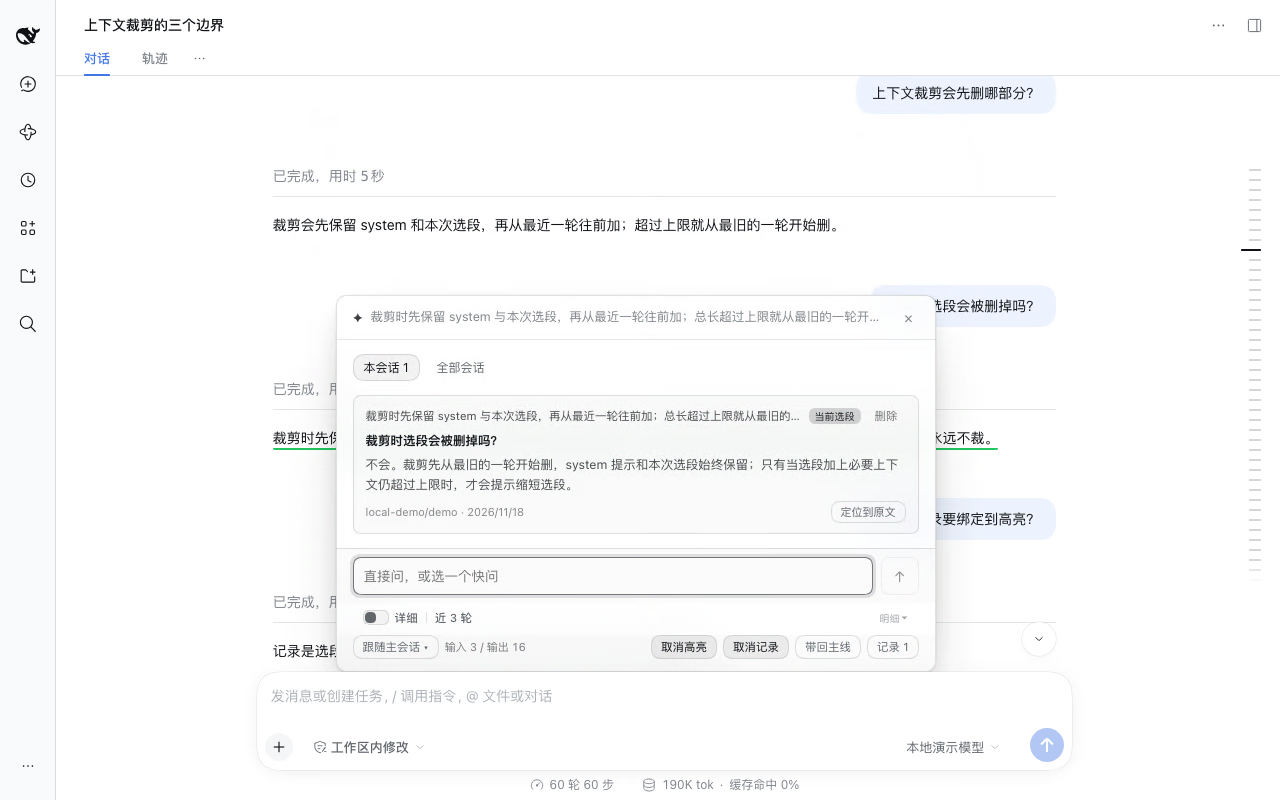 上下文裁剪的三个边界
···
对话
轨迹
···
上下文裁剪会先删哪部分?
已完成，用时 5 秒
裁剪会先保留 system 和本次选段，再从最近一轮往前加；超过上限就从最旧的一轮开始删。
选段会被删掉吗?
裁剪时先保留 system 与本次选段，再从最近一轮往前加；总长超过上限就从最旧的一轮开...
×
本会话 1
全部会话
已完成，
裁剪时先保留 system 与本次选段，再从最近一轮往前加；总长超过上限就从最旧的...
当前选段
删除
裁剪时先
永远不裁。
裁剪时选段会被删掉吗?
不会。裁剪先从最旧的一轮开始删，system 提示和本次选段始终保留；只有当选段加上必要上下
文仍超过上限时，才会提示缩短选段。
local-demo/demo · 2026/11/18
定位到原文
要绑定到高亮?
直接问，或选一个快问
已完成，
详细
近 3 轮
明细
跟随主会话
输入 3 / 输出 16
取消高亮
取消记录
带回主线
记录 1
记录是选
发消息或创建任务, / 调用指令, @ 文件或对话
工作区内修改
本地演示模型
60 轮 60 步
190K tok · 缓存命中 0%